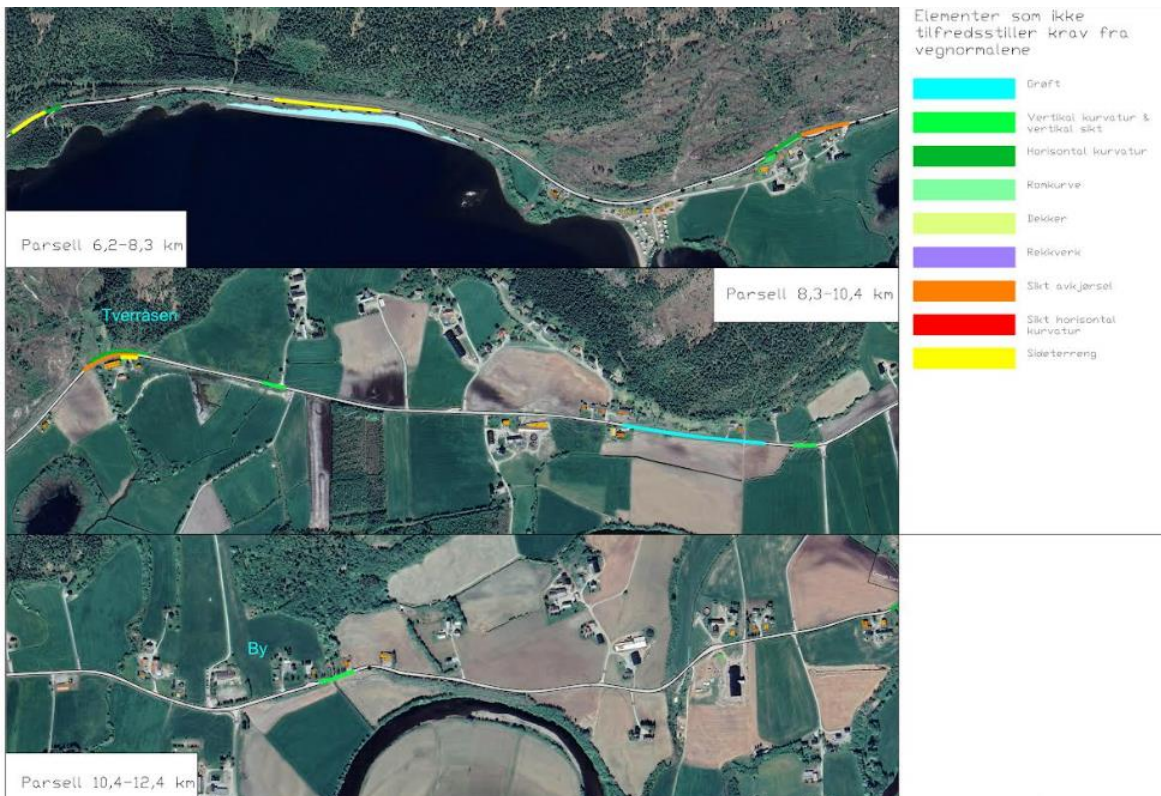 Elementer som ikke
tilfredsstiller krav fra
vegnormalene
Grøft
Vertikal kurvatur &
vertikal sikt
Horisontal kurvatur
Romkurve
Dekker
Rekkverk
Sikt avkjørsel
Sikt horisontal
kurvatur
Sideterreng
Parsell 6,2-8,3 km
Parsell 8,3-10,4 km
Tverråsen
By
Parsell 10,4-12,4 km